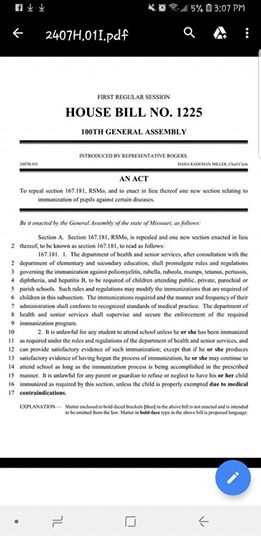 5% 3:07 PM
2407H.01I.pdf
FIRST REGULAR SESSION
HOUSE BILL NO. 1225
100TH GENERAL ASSEMBLY
INTRODUCED BY REPRESENTATIVE ROGERS.
2407H.01I DANA RADEMAN MILLER, Chief Clerk
AN ACT
To repeal section 167.181, RSMo, and to enact in lieu thereof one new section relating to
immunization of pupils against certain diseases.
Be it enacted by the General Assembly of the state of Missouri, as follows:
Section A. Section 167.181, RSMo, is repealed and one new section enacted in lieu
2 thereof, to be known as section 167.181, to read as follows:
167.181. 1. The department of health and senior services, after consultation with the
2 department of elementary and secondary education, shall promulgate rules and regulations
3 governing the immunization against poliomyelitis, rubella, rubeola, mumps, tetanus, pertussis,
4 diphtheria, and hepatitis B, to be required of children attending public, private, parochial or
5 parish schools. Such rules and regulations may modify the immunizations that are required of
6 children in this subsection. The immunizations required and the manner and frequency of their
7 administration shall conform to recognized standards of medical practice. The department of
8 health and senior services shall supervise and secure the enforcement of the required
9 immunization program.
10 2. It is unlawful for any student to attend school unless he or she has been immunized
11 as required under the rules and regulations of the department of health and senior services, and
12 can provide satisfactory evidence of such immunization; except that if he or she produces
13 satisfactory evidence of having begun the process of immunization, he or she may continue to
14 attend school as long as the immunization process is being accomplished in the prescribed
15 manner. It is unlawful for any parent or guardian to refuse or neglect to have his or her child
16 immunized as required by this section, unless the child is properly exempted due to medical
17 contraindications.
EXPLANATION — Matter enclosed in bold-faced brackets [thus] in the above bill is not enacted and is intended
to be omitted from the law. Matter in bold-face type in the above bill is proposed language.